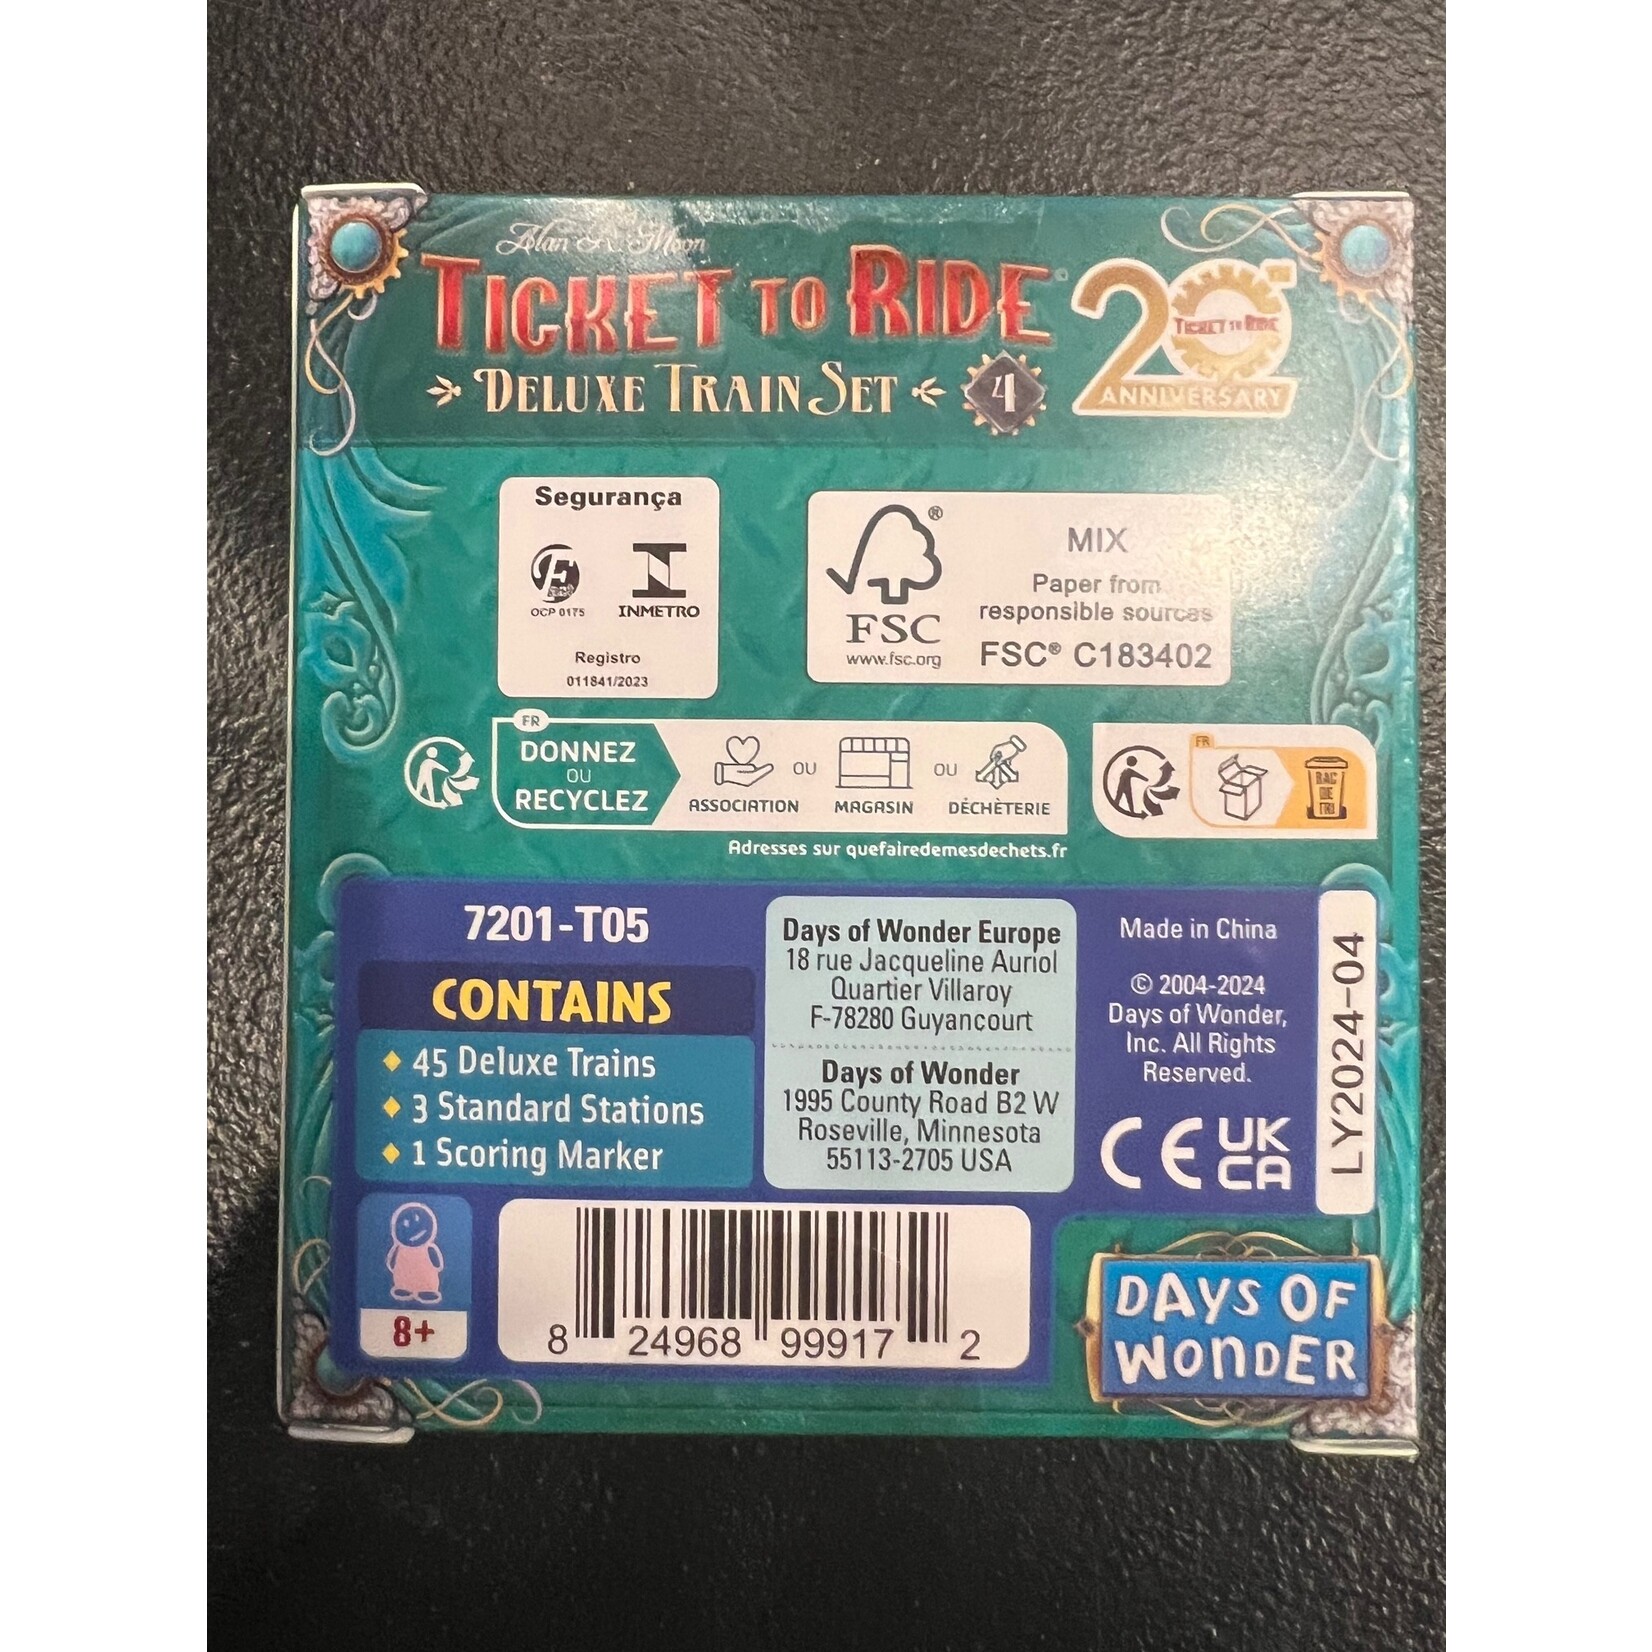 Alan R. Moon
TICKET TO RIDE®
DELUXE TRAIN SET 4
20TH
TICKET TO RIDE
ANNIVERSARY
Segurança
OCP 0175 INMETRO
Registro
011841/2023
®
FSC
www.fsc.org
MIX
Paper from
responsible sources
FSC® C183402
FR
DONNEZ
OU
RECYCLEZ
ASSOCIATION OU MAGASIN OU DÉCHÈTERIE
Adresses sur quefairedemesdechets.fr
FR
BAC
DE
TRI
7201-T05
CONTAINS
45 Deluxe Trains
3 Standard Stations
1 Scoring Marker
8+
Days of Wonder Europe
18 rue Jacqueline Auriol
Quartier Villaroy
F-78280 Guyancourt
Days of Wonder
1995 County Road B2 W
Roseville, Minnesota
55113-2705 USA
Made in China
© 2004-2024
Days of Wonder,
Inc. All Rights
Reserved.
CE UK
CA
LY2024-04
8 24968 99917 2
DAYS OF
WONDER